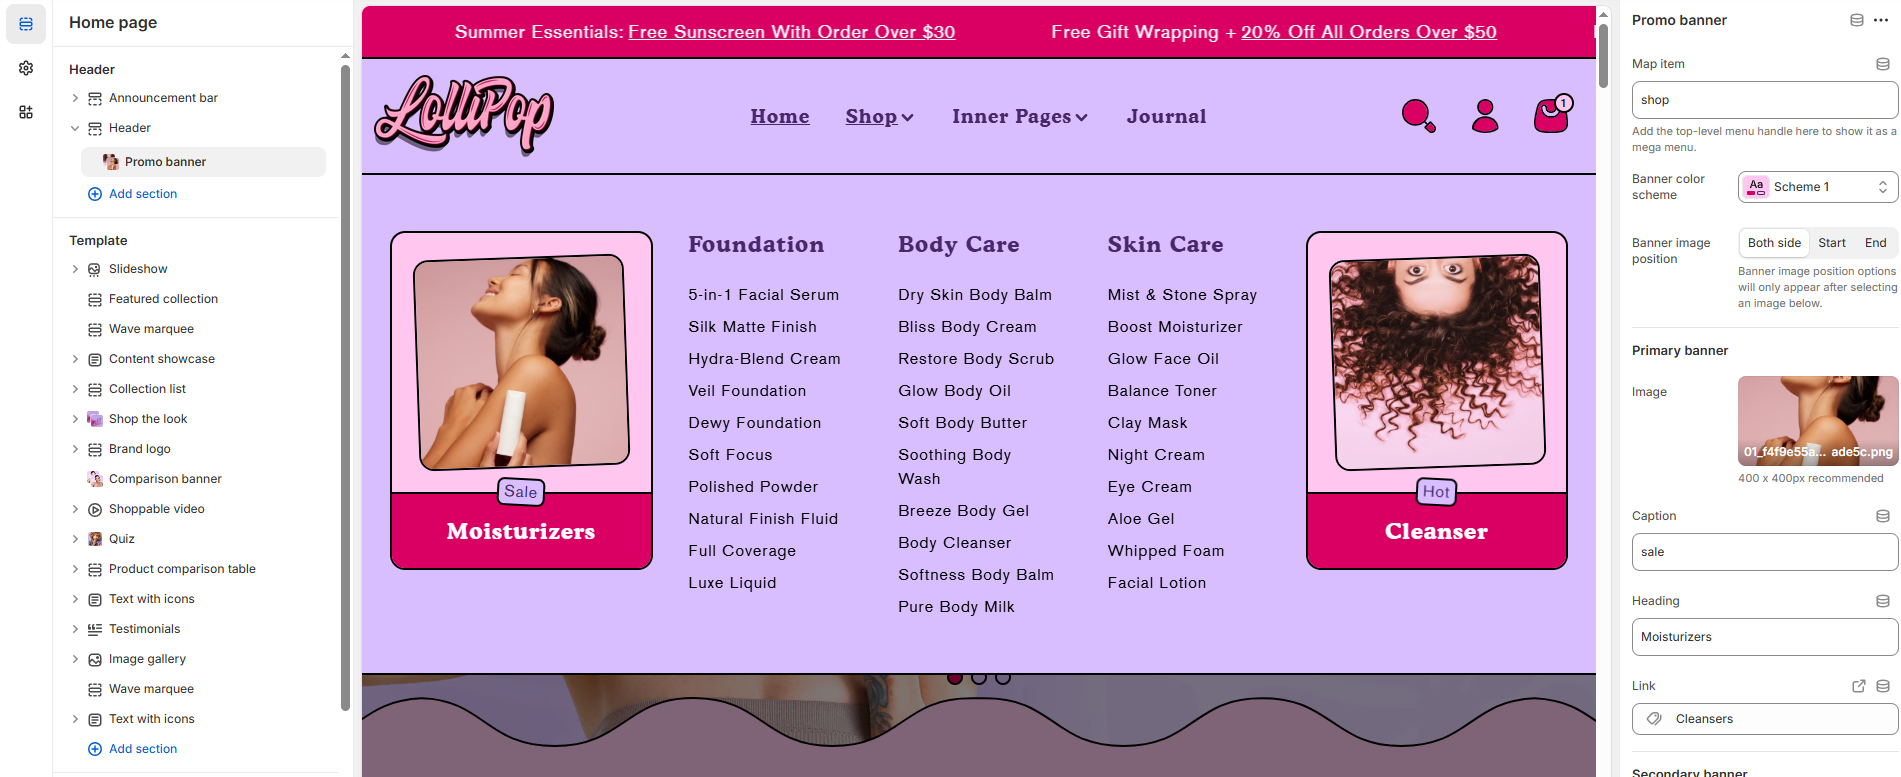 Home page
Header
Announcement bar
Header
Promo banner
Add section
Template
Slideshow
Featured collection
Wave marquee
Content showcase
Collection list
Shop the look
Brand logo
Comparison banner
Shoppable video
Quiz
Product comparison table
Text with icons
Testimonials
Image gallery
Wave marquee
Text with icons
Add section
Summer Essentials: Free Sunscreen With Order Over $30
Free Gift Wrapping + 20% Off All Orders Over $50
LolliPop
Home
Shop
Inner Pages
Journal
1
Sale
Moisturizers
Foundation
5-in-1 Facial Serum
Silk Matte Finish
Hydra-Blend Cream
Veil Foundation
Dewy Foundation
Soft Focus
Polished Powder
Natural Finish Fluid
Full Coverage
Luxe Liquid
Body Care
Dry Skin Body Balm
Bliss Body Cream
Restore Body Scrub
Glow Body Oil
Soft Body Butter
Soothing Body
Wash
Breeze Body Gel
Body Cleanser
Softness Body Balm
Pure Body Milk
Skin Care
Mist & Stone Spray
Boost Moisturizer
Glow Face Oil
Balance Toner
Clay Mask
Night Cream
Eye Cream
Aloe Gel
Whipped Foam
Facial Lotion
Hot
Cleanser
Promo banner
Map item
shop
Add the top-level menu handle here to show it as a
mega menu.
Banner color
scheme
Aa
Scheme 1
Banner image
position
Both side
Start
End
Banner image position options
will only appear after selecting
an image below.
Primary banner
Image
01_f4f9e55a... ade5c.png
400 x 400px recommended
Caption
sale
Heading
Moisturizers
Link
Cleansers
Secondary banner